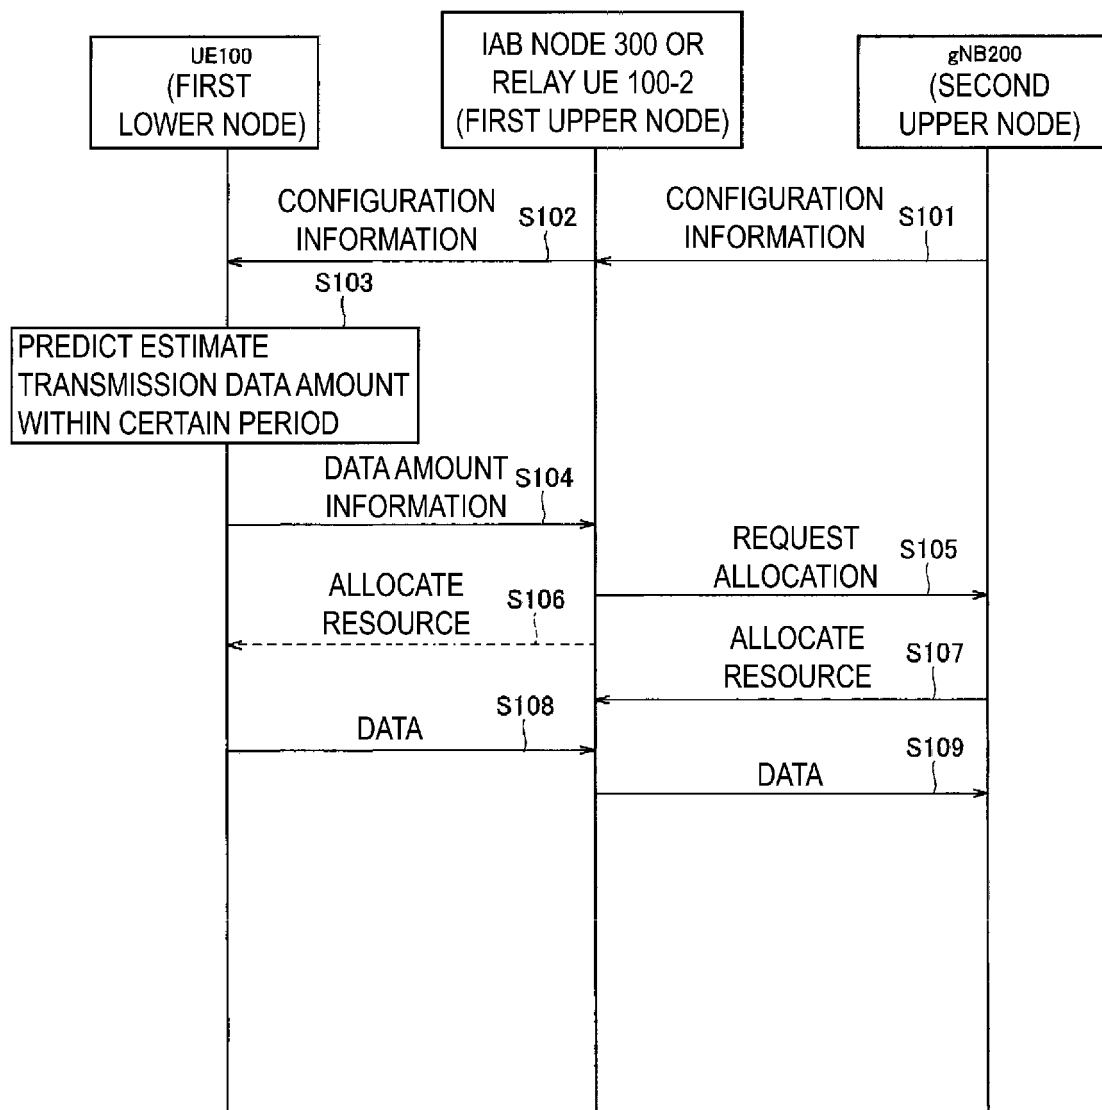 UE100
(FIRST
LOWER NODE)
IAB NODE 300 OR
RELAY UE 100-2
(FIRST UPPER NODE)
gNB200
(SECOND
UPPER NODE)
CONFIGURATION
INFORMATION
S102
CONFIGURATION
INFORMATION
S101
S103
PREDICT ESTIMATE
TRANSMISSION DATA AMOUNT
WITHIN CERTAIN PERIOD
DATA AMOUNT
INFORMATION
S104
REQUEST
ALLOCATION
S105
ALLOCATE
RESOURCE
S106
ALLOCATE
RESOURCE
S107
DATA
S108
DATA
S109